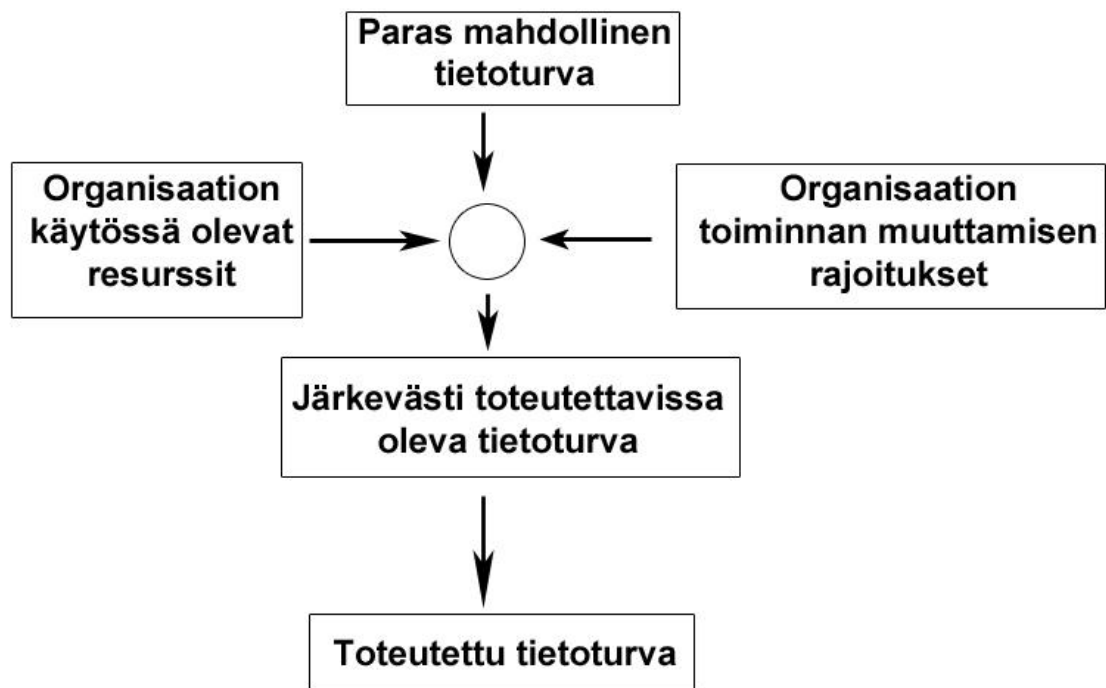 Paras mahdollinen
tietoturva
Organisaation
käytössä olevat
resurssit
Organisaation
toiminnan muuttamisen
rajoitukset
Järkevästi toteutettavissa
oleva tietoturva
Toteutettu tietoturva